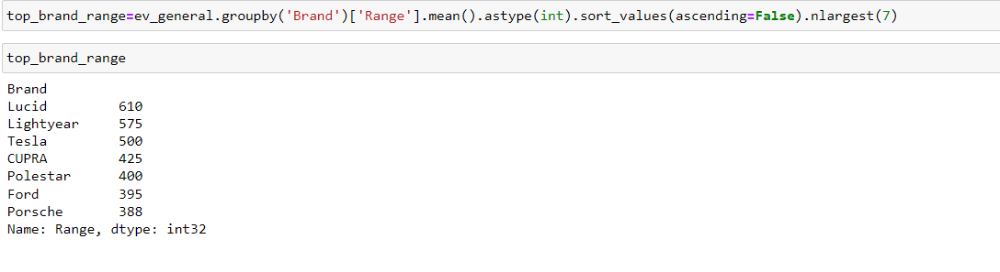 top_brand_range=ev_general.groupby('Brand')['Range'].mean().astype(int).sort_values(ascending=False).nlargest(7)
top_brand_range
Brand
Lucid 610
Lightyear 575
Tesla 500
CUPRA 425
Polestar 400
Ford 395
Porsche 388
Name: Range, dtype: int32